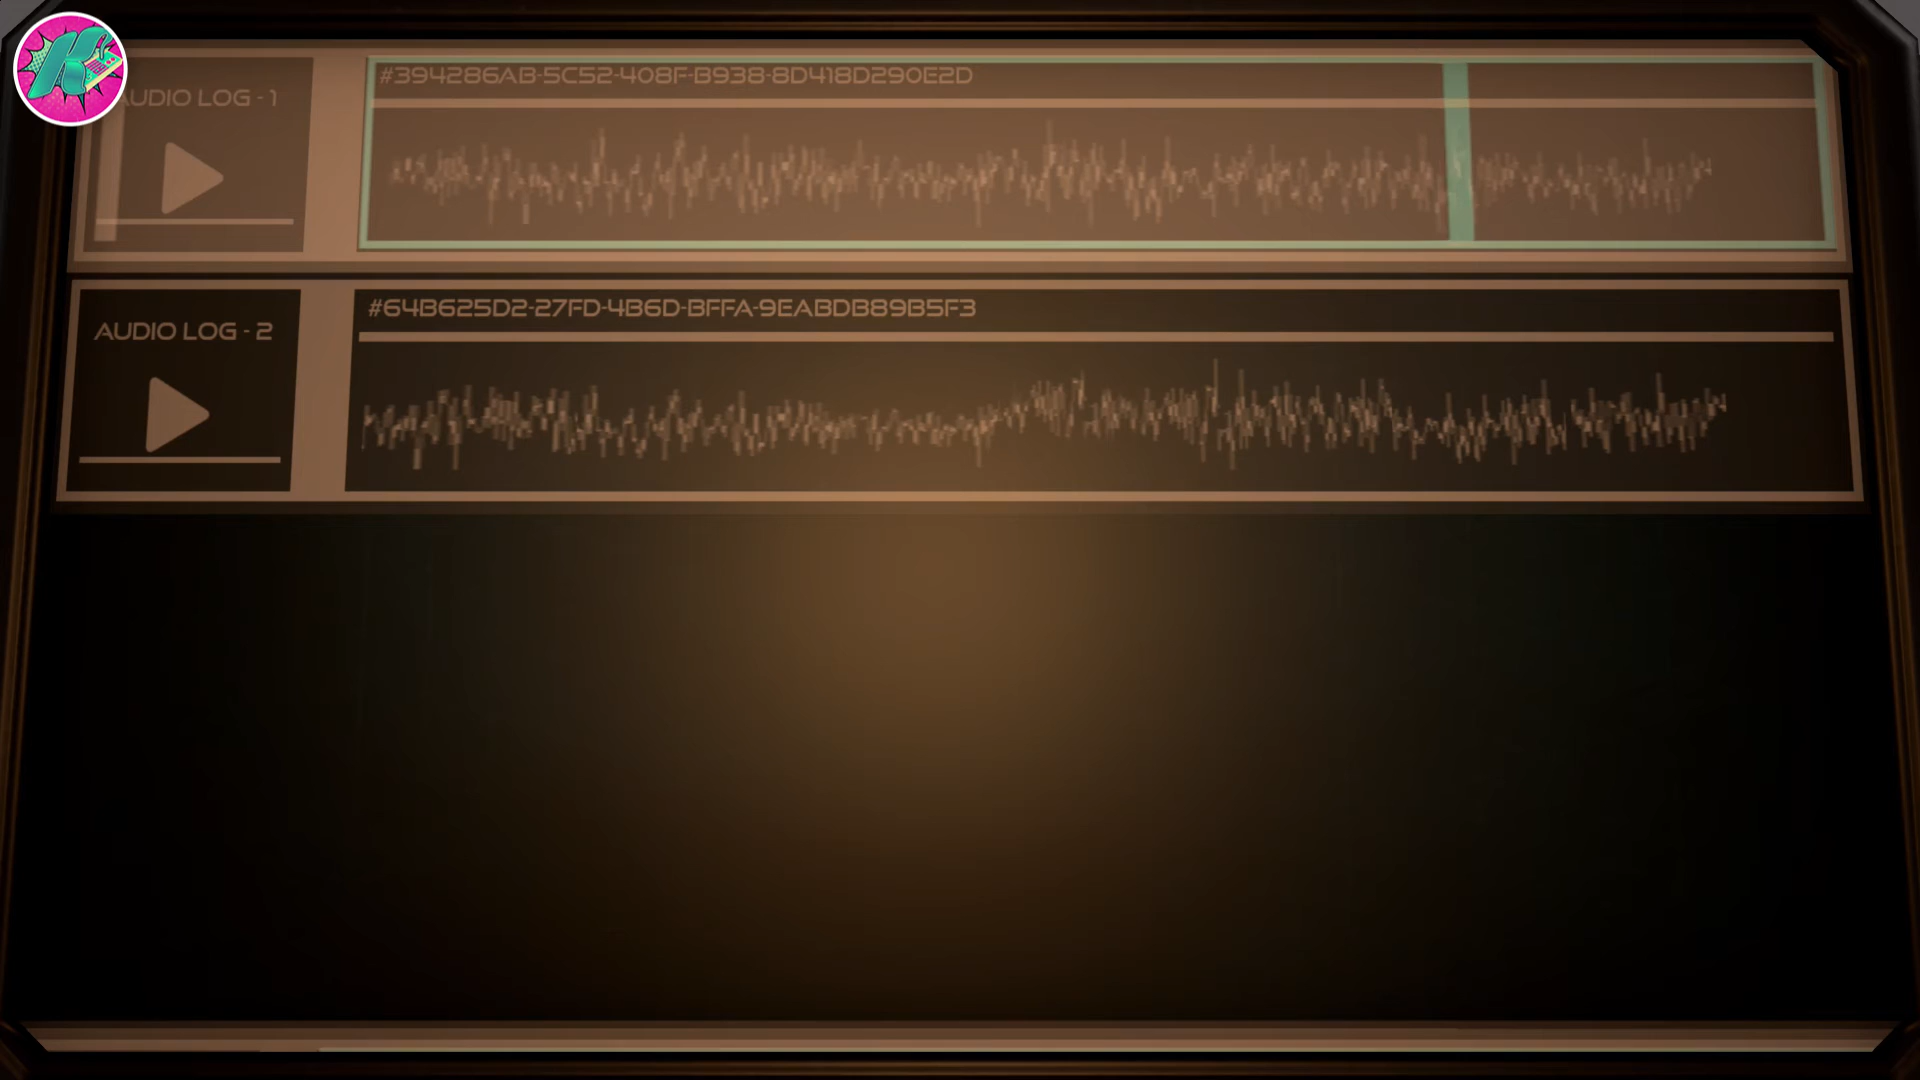 AUDIO LOG - 1
#394286AB-5C52-408F-B938-8D418D290E2D
AUDIO LOG - 2
#64B625D2-27FD-4B6D-BFFA-9EABDB89B5F3